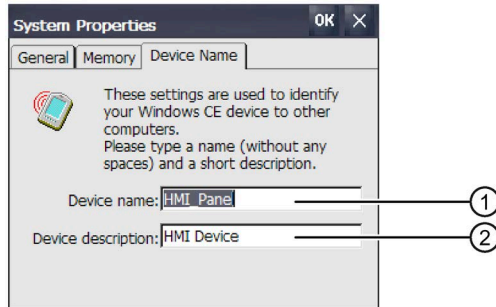 System Properties OK ×
General Memory Device Name
These settings are used to identify
your Windows CE device to other
computers.
Please type a name (without any
spaces) and a short description.
Device name: HMI_Panel 1
Device description: HMI Device 2